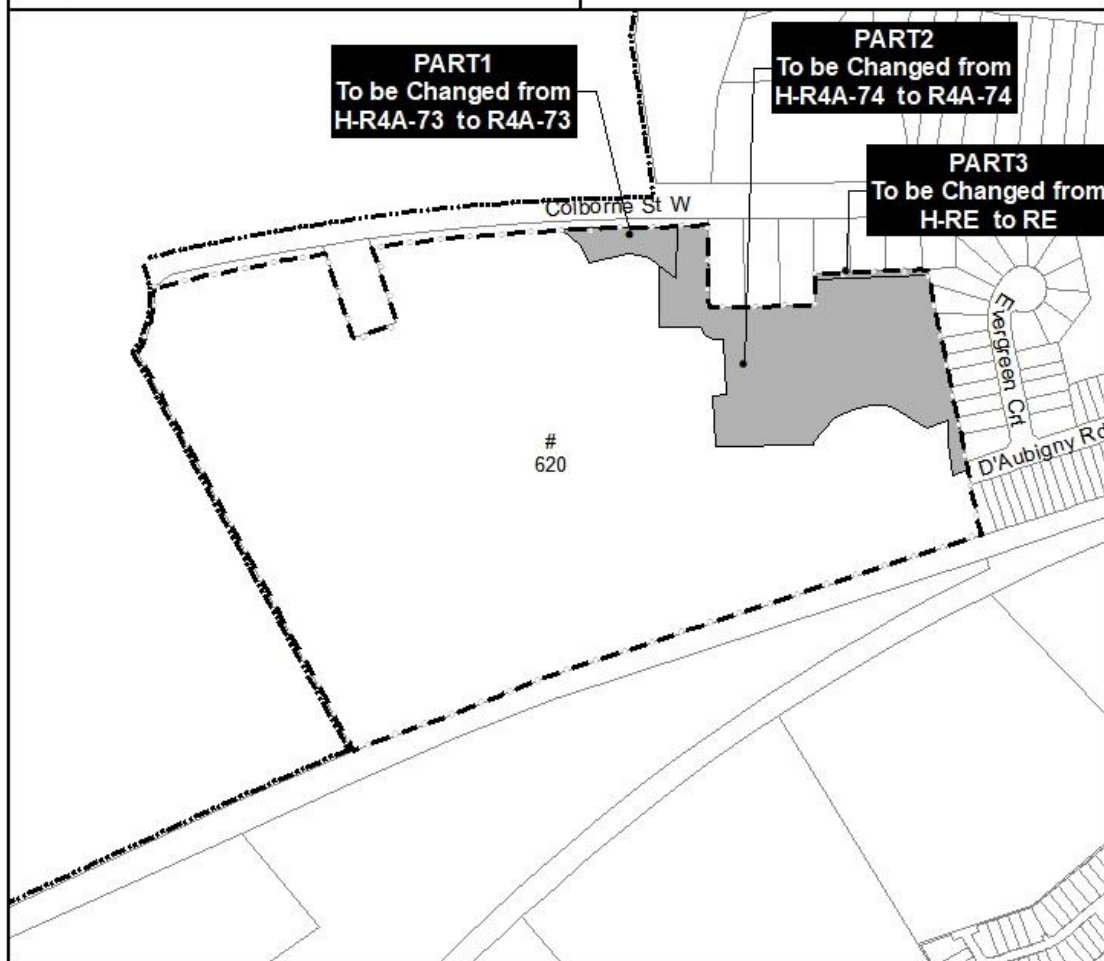 PART1
To be Changed from
H-R4A-73 to R4A-73
PART2
To be Changed from
H-R4A-74 to R4A-74
PART3
To be Changed from
H-RE to RE
Colborne St W
Evergreen Crt
D'Aubigny Rd
#
620